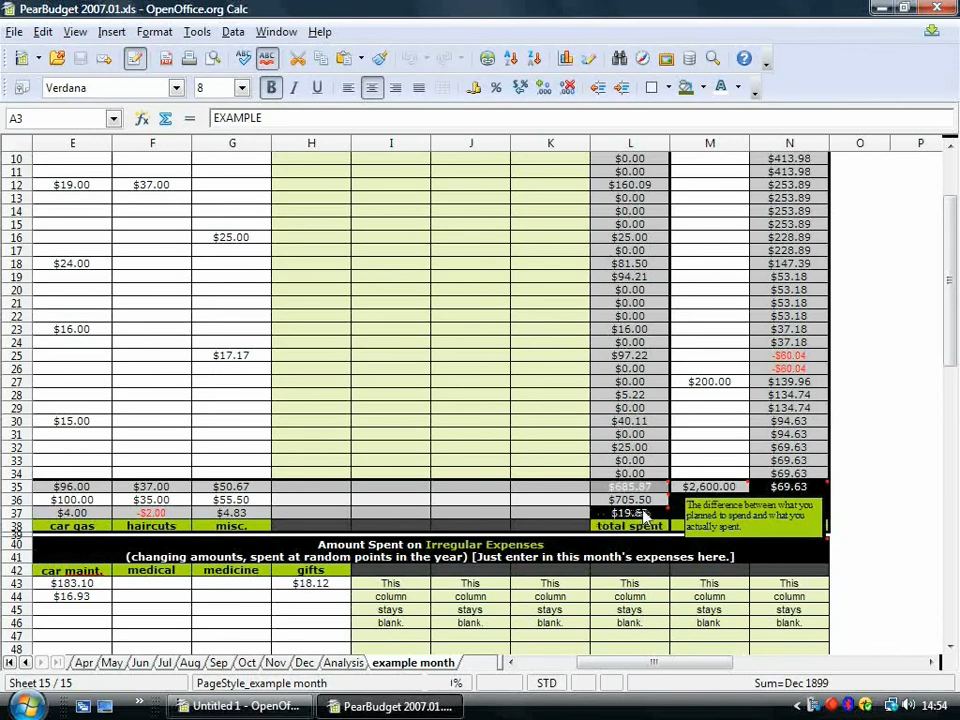 PearBudget 2007.01.xls - OpenOffice.org Calc
File Edit View Insert Format Tools Data Window Help
Verdana 8
A3 EXAMPLE
E F G H I J K L M N O P
10 $0.00 $413.98
11 $0.00 $413.98
12 $19.00 $37.00 $160.09 $253.89
13 $0.00 $253.89
14 $0.00 $253.89
15 $0.00 $253.89
16 $25.00 $25.00 $228.89
17 $0.00 $228.89
18 $24.00 $81.50 $147.39
19 $94.21 $53.18
20 $0.00 $53.18
21 $0.00 $53.18
22 $0.00 $53.18
23 $16.00 $16.00 $37.18
24 $0.00 $37.18
25 $17.17 $97.22 -$60.04
26 $0.00 -$60.04
27 $0.00 $200.00 $139.96
28 $5.22 $134.74
29 $0.00 $134.74
30 $15.00 $40.11 $94.63
31 $0.00 $94.63
32 $25.00 $69.63
33 $0.00 $69.63
34 $0.00 $69.63
35 $96.00 $37.00 $50.67 $685.87 $2,600.00 $69.63
36 $100.00 $35.00 $55.50 $705.50
37 $4.00 -$2.00 $4.83
The difference between what you
planned to spend and what you
actually spent.
38 car gas haircuts misc. total spent
39
40 Amount Spent on Irregular Expenses
41 (changing amounts, spent at random points in the year) [Just enter in this month's expenses here.]
42 car maint. medical medicine gifts
43 $183.10 $18.12 This This This This This This
44 $16.93 column column column column column column
45 stays stays stays stays stays stays
46 blank. blank. blank. blank. blank. blank.
47
48
Apr May Jun Jul Aug Sep Oct Nov Dec Analysis example month
Sheet 15 / 15 PageStyle_example month STD Sum=Dec 1899
Untitled 1 - OpenOf... PearBudget 2007.01.... 14:54